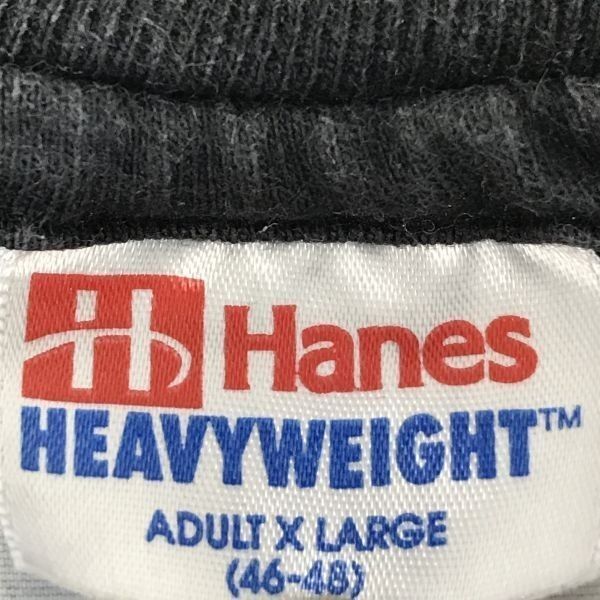 H Hanes
HEAVYWEIGHT™
ADULT X LARGE
(46-48)